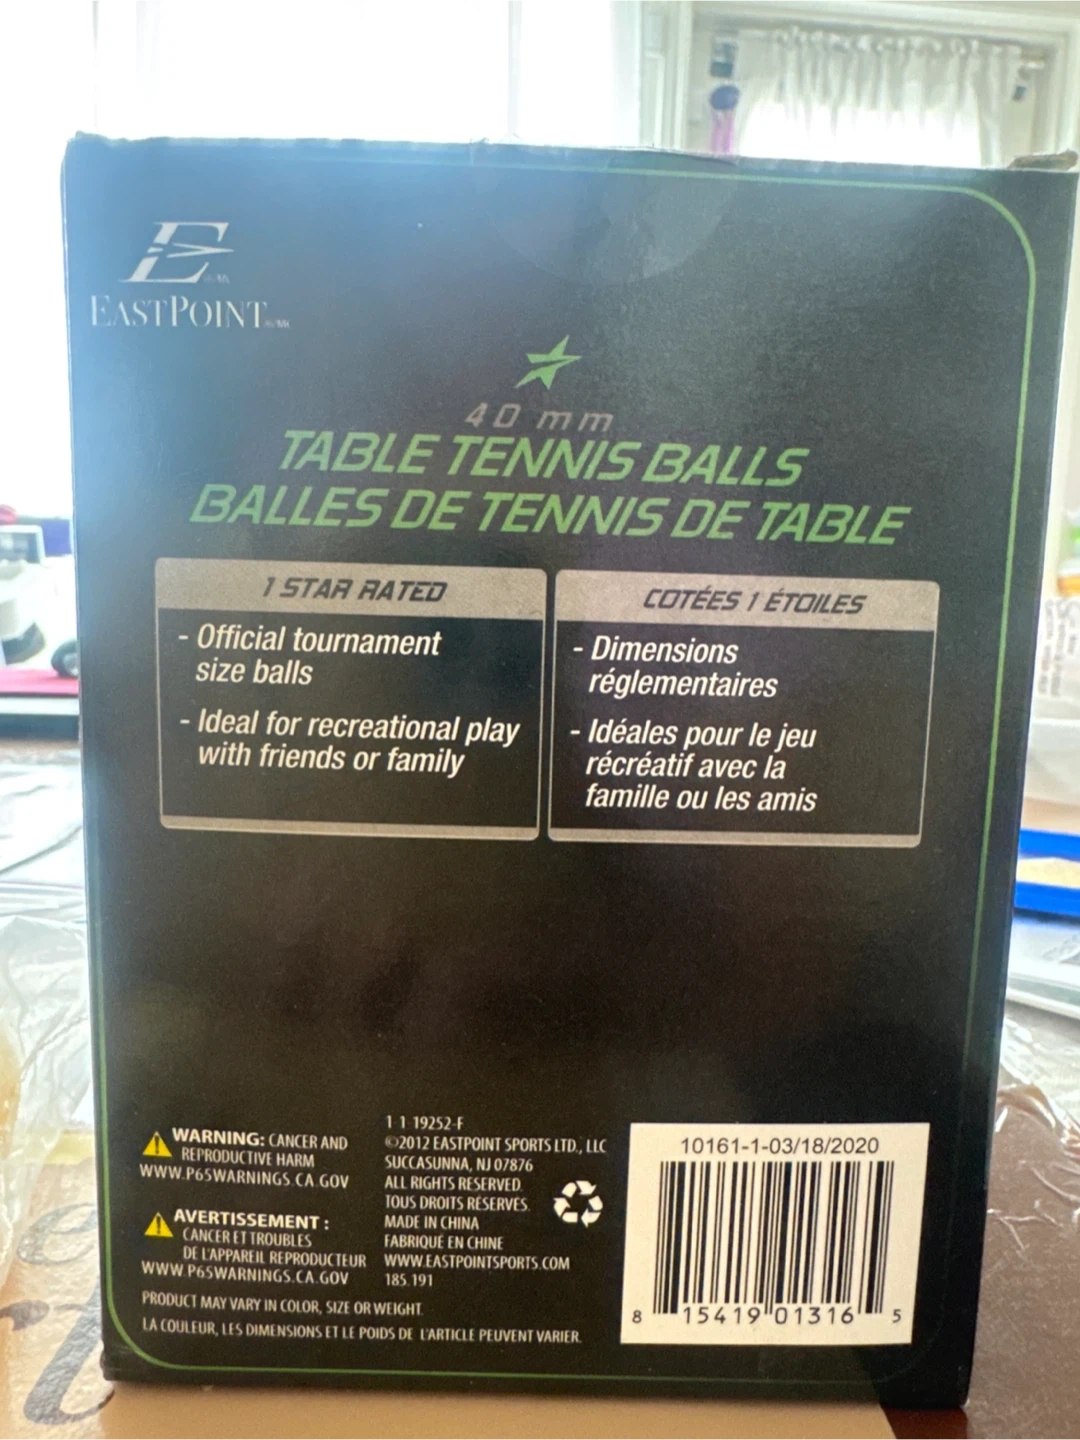 EASTPOINT
40 mm
TABLE TENNIS BALLS
BALLES DE TENNIS DE TABLE
1 STAR RATED
- Official tournament
size balls
- Ideal for recreational play
with friends or family
COTÉES 1 ÉTOILES
- Dimensions
réglementaires
- Idéales pour le jeu
récréatif avec la
famille ou les amis
WARNING: CANCER AND
REPRODUCTIVE HARM
WWW.P65WARNINGS.CA.GOV
AVERTISSEMENT :
CANCER ET TROUBLES
DE L'APPAREIL REPRODUCTEUR
WWW.P65WARNINGS.CA.GOV
PRODUCT MAY VARY IN COLOR, SIZE OR WEIGHT.
LA COULEUR, LES DIMENSIONS ET LE POIDS DE L'ARTICLE PEUVENT VARIER.
1 1 19252-F
©2012 EASTPOINT SPORTS LTD., LLC
SUCCASUNNA, NJ 07876
ALL RIGHTS RESERVED.
TOUS DROITS RÉSERVÉS.
MADE IN CHINA
FABRIQUÉ EN CHINE
WWW.EASTPOINTSPORTS.COM
185.191
10161-1-03/18/2020
8 15419 01316 5